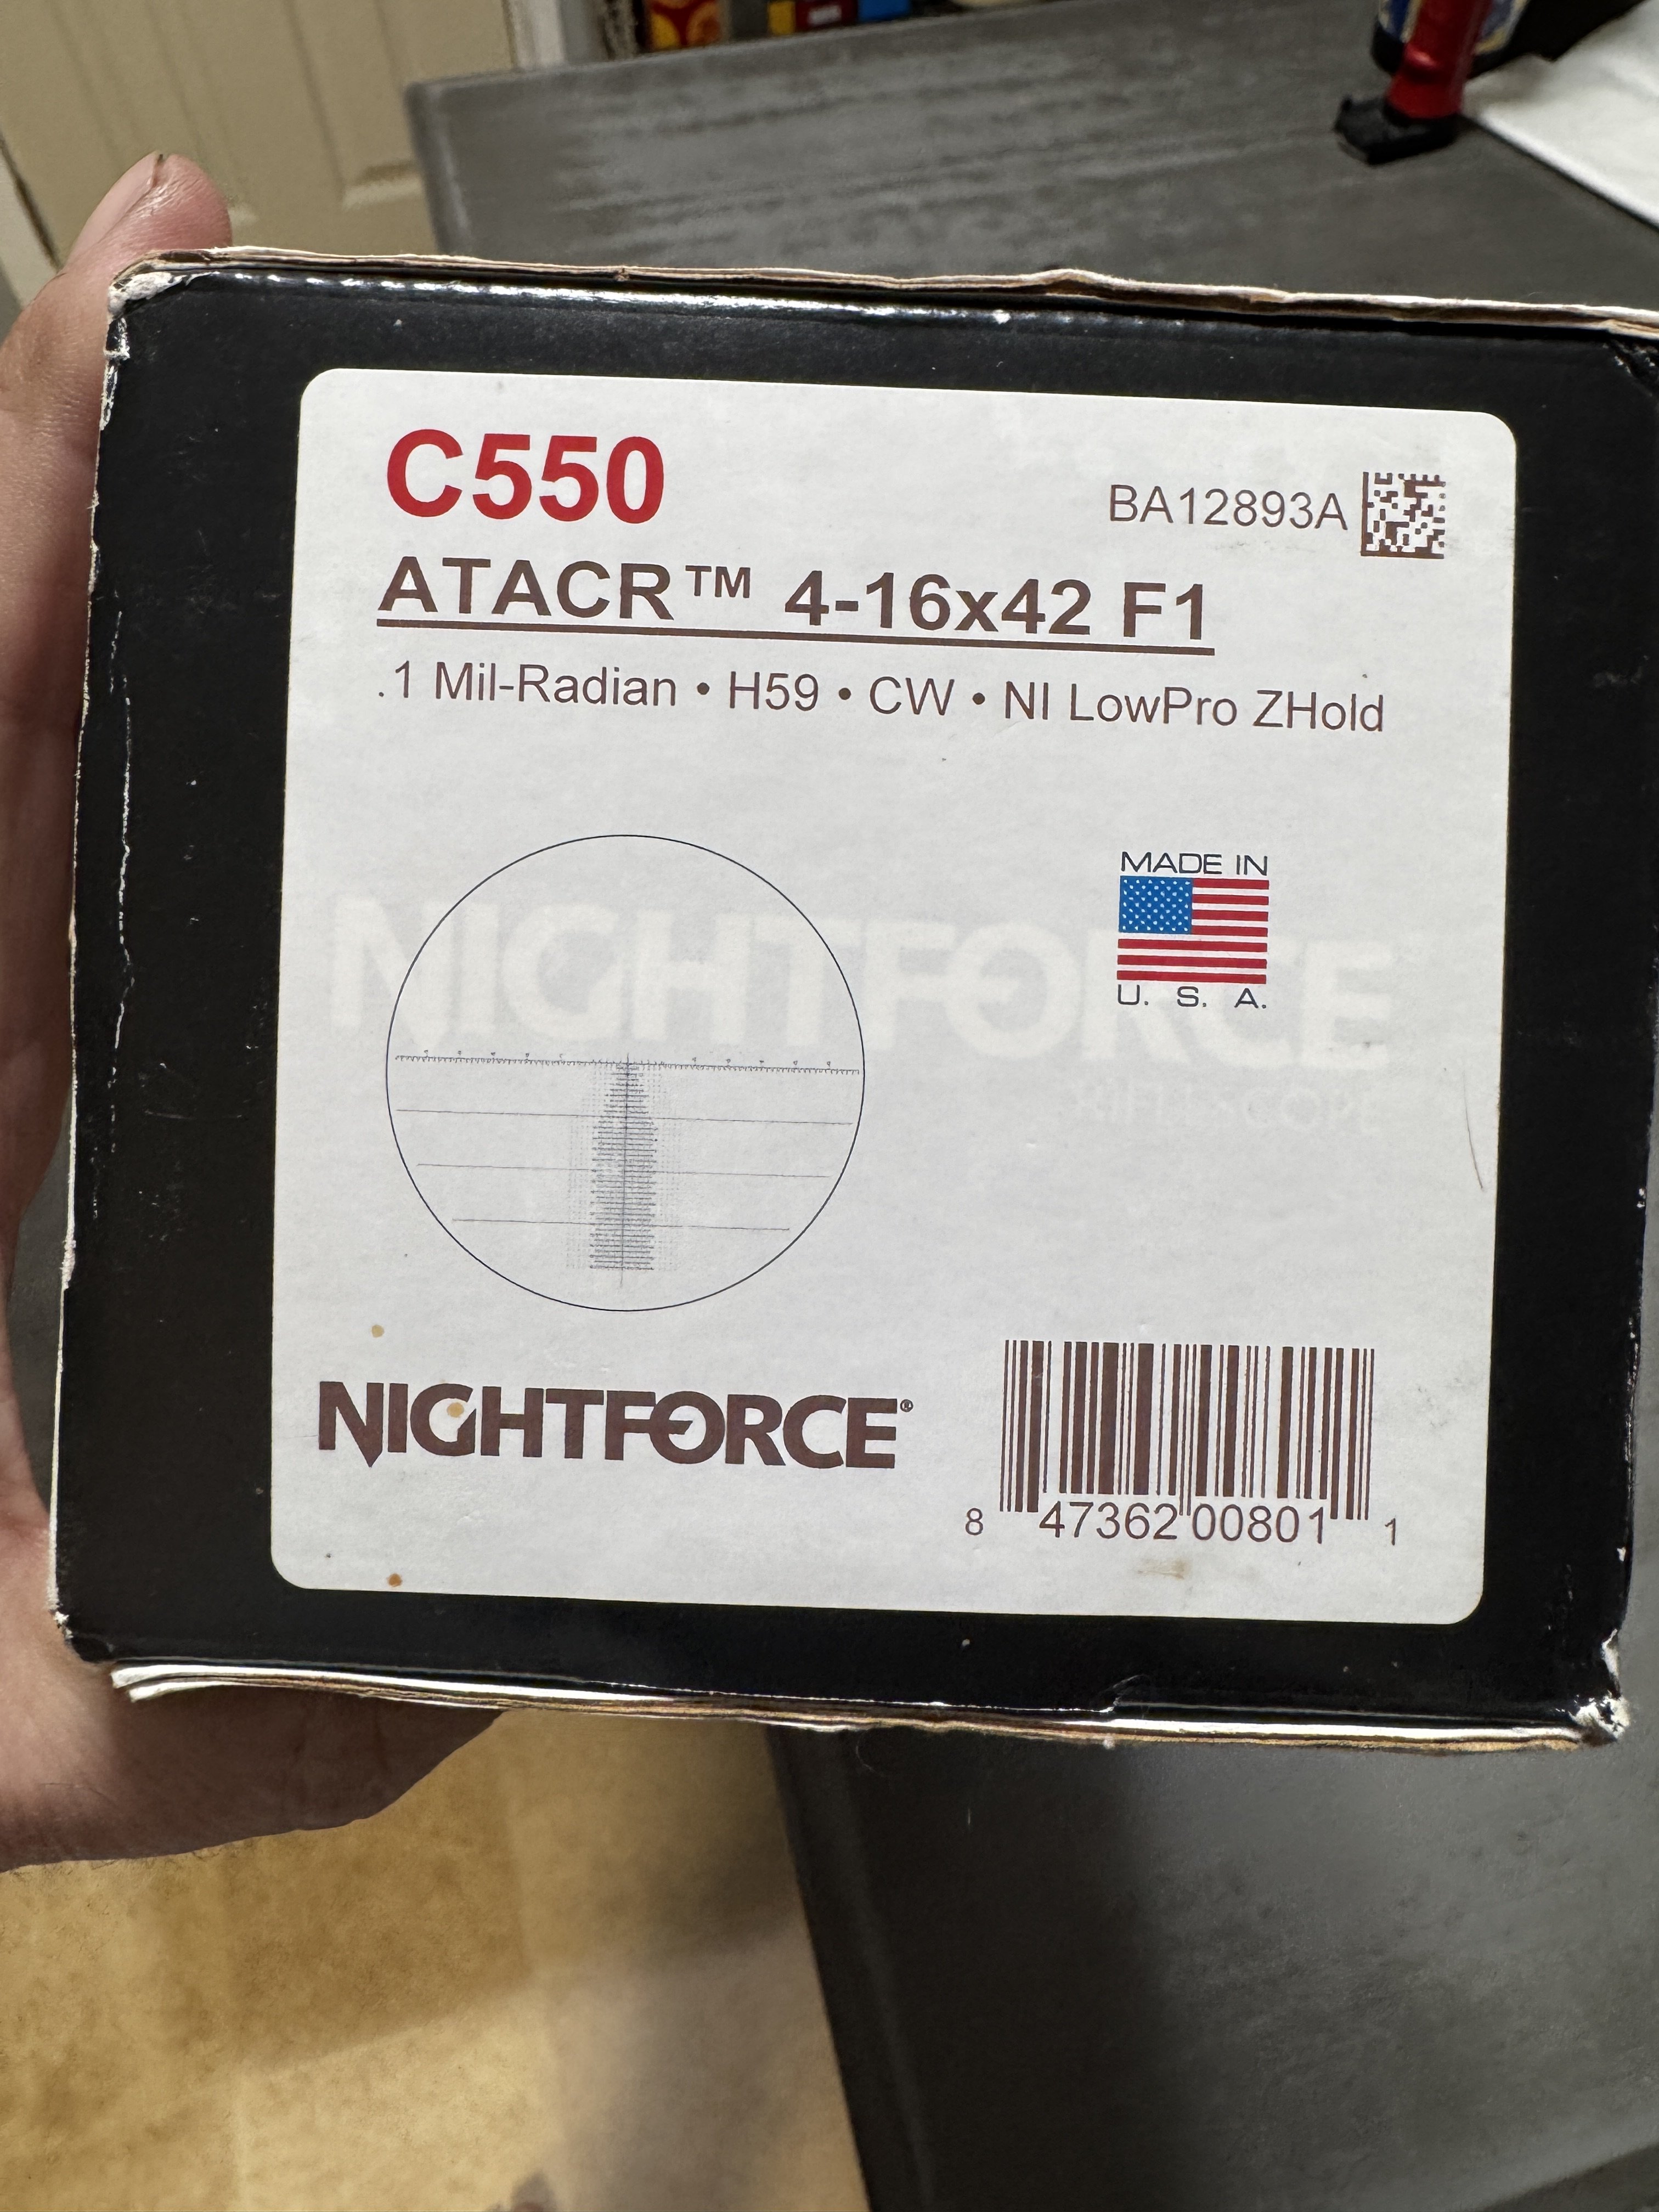 C550
BA12893A
ATACR™ 4-16x42 F1
.1 Mil-Radian • H59 • CW • NI LowPro ZHold
MADE IN
U. S. A.
NIGHTFORCE
NIGHTFORCE®
8 47362 00801 1